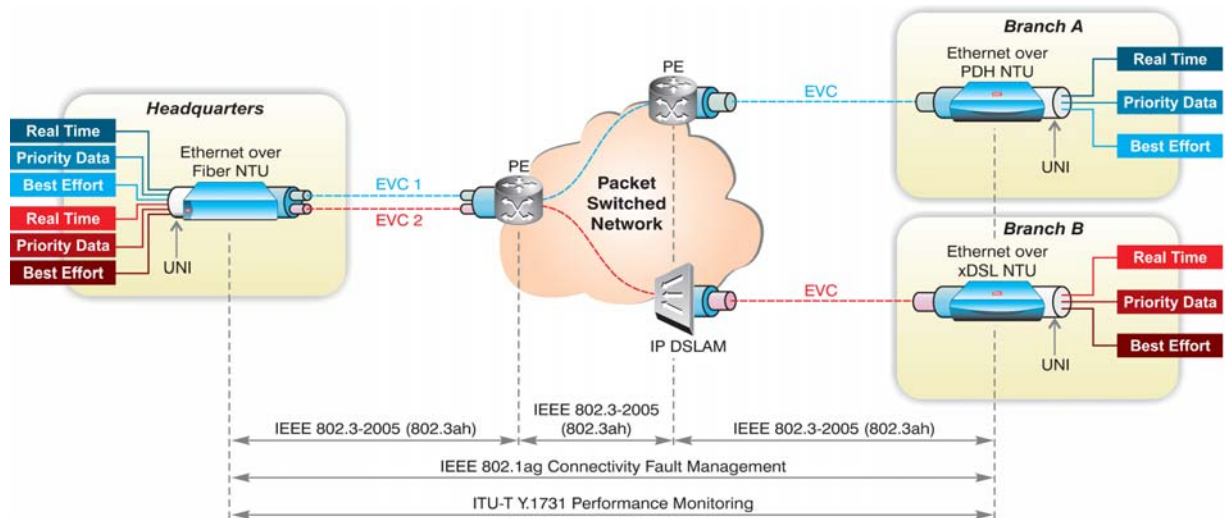 Headquarters
Real Time
Priority Data
Best Effort
Real Time
Priority Data
Best Effort
Ethernet over
Fiber NTU
UNI
EVC 1
EVC 2
PE
PE
Packet
Switched
Network
IP DSLAM
EVC
EVC
Branch A
Ethernet over
PDH NTU
UNI
Real Time
Priority Data
Best Effort
Branch B
Ethernet over
xDSL NTU
UNI
Real Time
Priority Data
Best Effort
IEEE 802.3-2005 (802.3ah)
IEEE 802.3-2005
(802.3ah)
IEEE 802.3-2005 (802.3ah)
IEEE 802.1ag Connectivity Fault Management
ITU-T Y.1731 Performance Monitoring